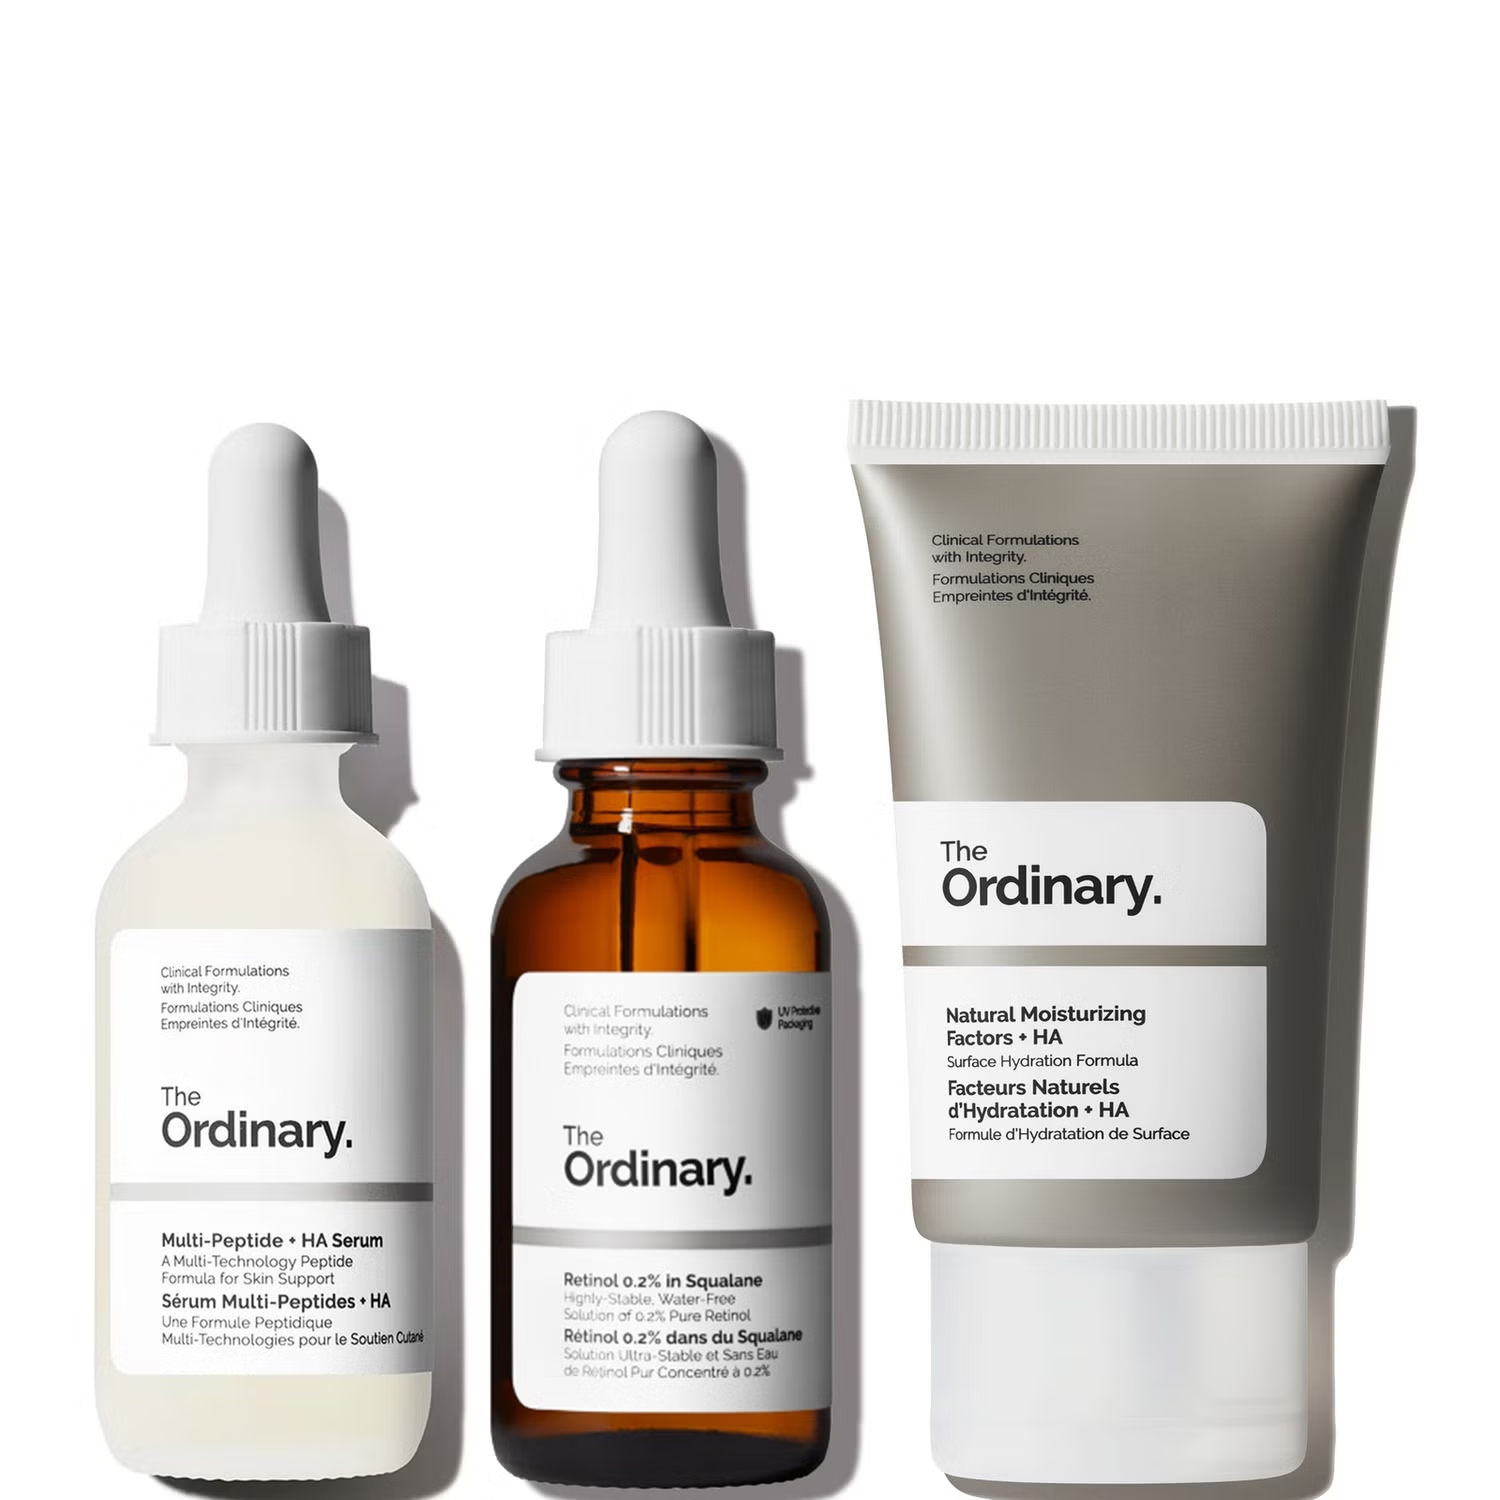 Clinical Formulations
with Integrity.
Formulations Cliniques
Empreintes d'Intégrité.
The
Ordinary.
Multi-Peptide + HA Serum
A Multi-Technology Peptide
Formula for Skin Support
Sérum Multi-Peptides + HA
Une Formule Peptidique
Multi-Technologies pour le Soutien Cutané
Clinical Formulations
with Integrity.
Formulations Cliniques
Empreintes d'Intégrité.
UV Protective
Packaging
The
Ordinary.
Retinol 0.2% in Squalane
Highly-Stable, Water-Free
Solution of 0.2% Pure Retinol
Rétinol 0.2% dans du Squalane
Solution Ultra-Stable et Sans Eau
de Rétinol Pur Concentré à 0.2%
Clinical Formulations
with Integrity.
Formulations Cliniques
Empreintes d'Intégrité.
The
Ordinary.
Natural Moisturizing
Factors + HA
Surface Hydration Formula
Facteurs Naturels
d'Hydratation + HA
Formule d'Hydratation de Surface